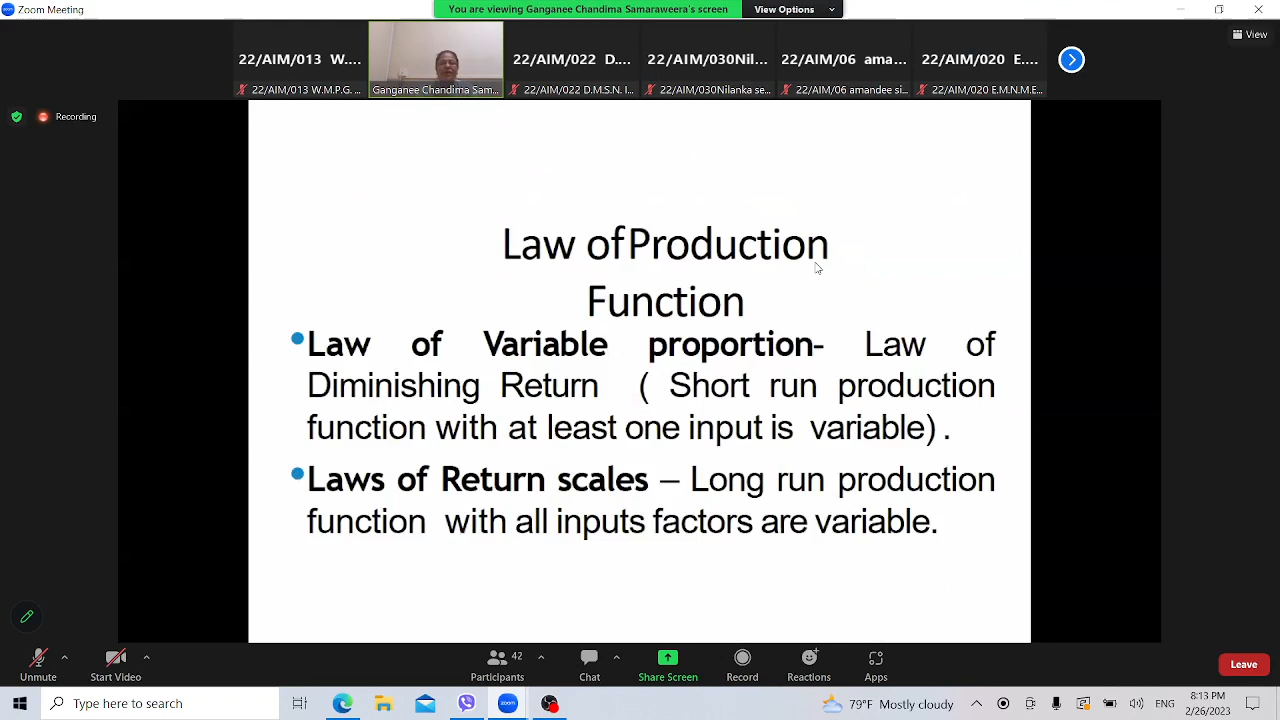 Zoom Meeting
You are viewing Ganganee Chandima Samaraweera's screen
View Options
22/AIM/013 W....
22/AIM/022 D....
22/AIM/030Nil...
22/AIM/06 ama...
22/AIM/020 E....
View
22/AIM/013 W.M.P.G. ...
Ganganee Chandima Sam...
22/AIM/022 D.M.S.N. I...
22/AIM/030Nilanka se...
22/AIM/06 amandee si...
22/AIM/020 E.M.N.M.E...
Recording
Law of Production
Function
Law of Variable proportion- Law of
Diminishing Return ( Short run production
function with at least one input is variable) .
Laws of Return scales – Long run production
function with all inputs factors are variable.
Unmute
Start Video
42
Participants
Chat
Share Screen
Record
Reactions
Apps
Leave
Type here to search
79°F Mostly cloudy
ENG
8:13 PM
2/26/2023